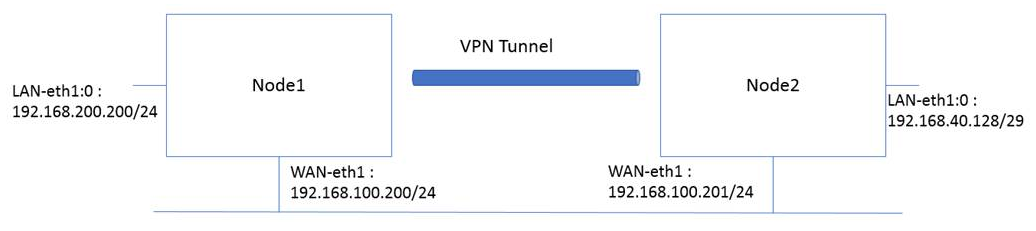 VPN Tunnel
Node1
Node2
LAN-eth1:0 :
192.168.200.200/24
LAN-eth1:0 :
192.168.40.128/29
WAN-eth1 :
192.168.100.200/24
WAN-eth1 :
192.168.100.201/24